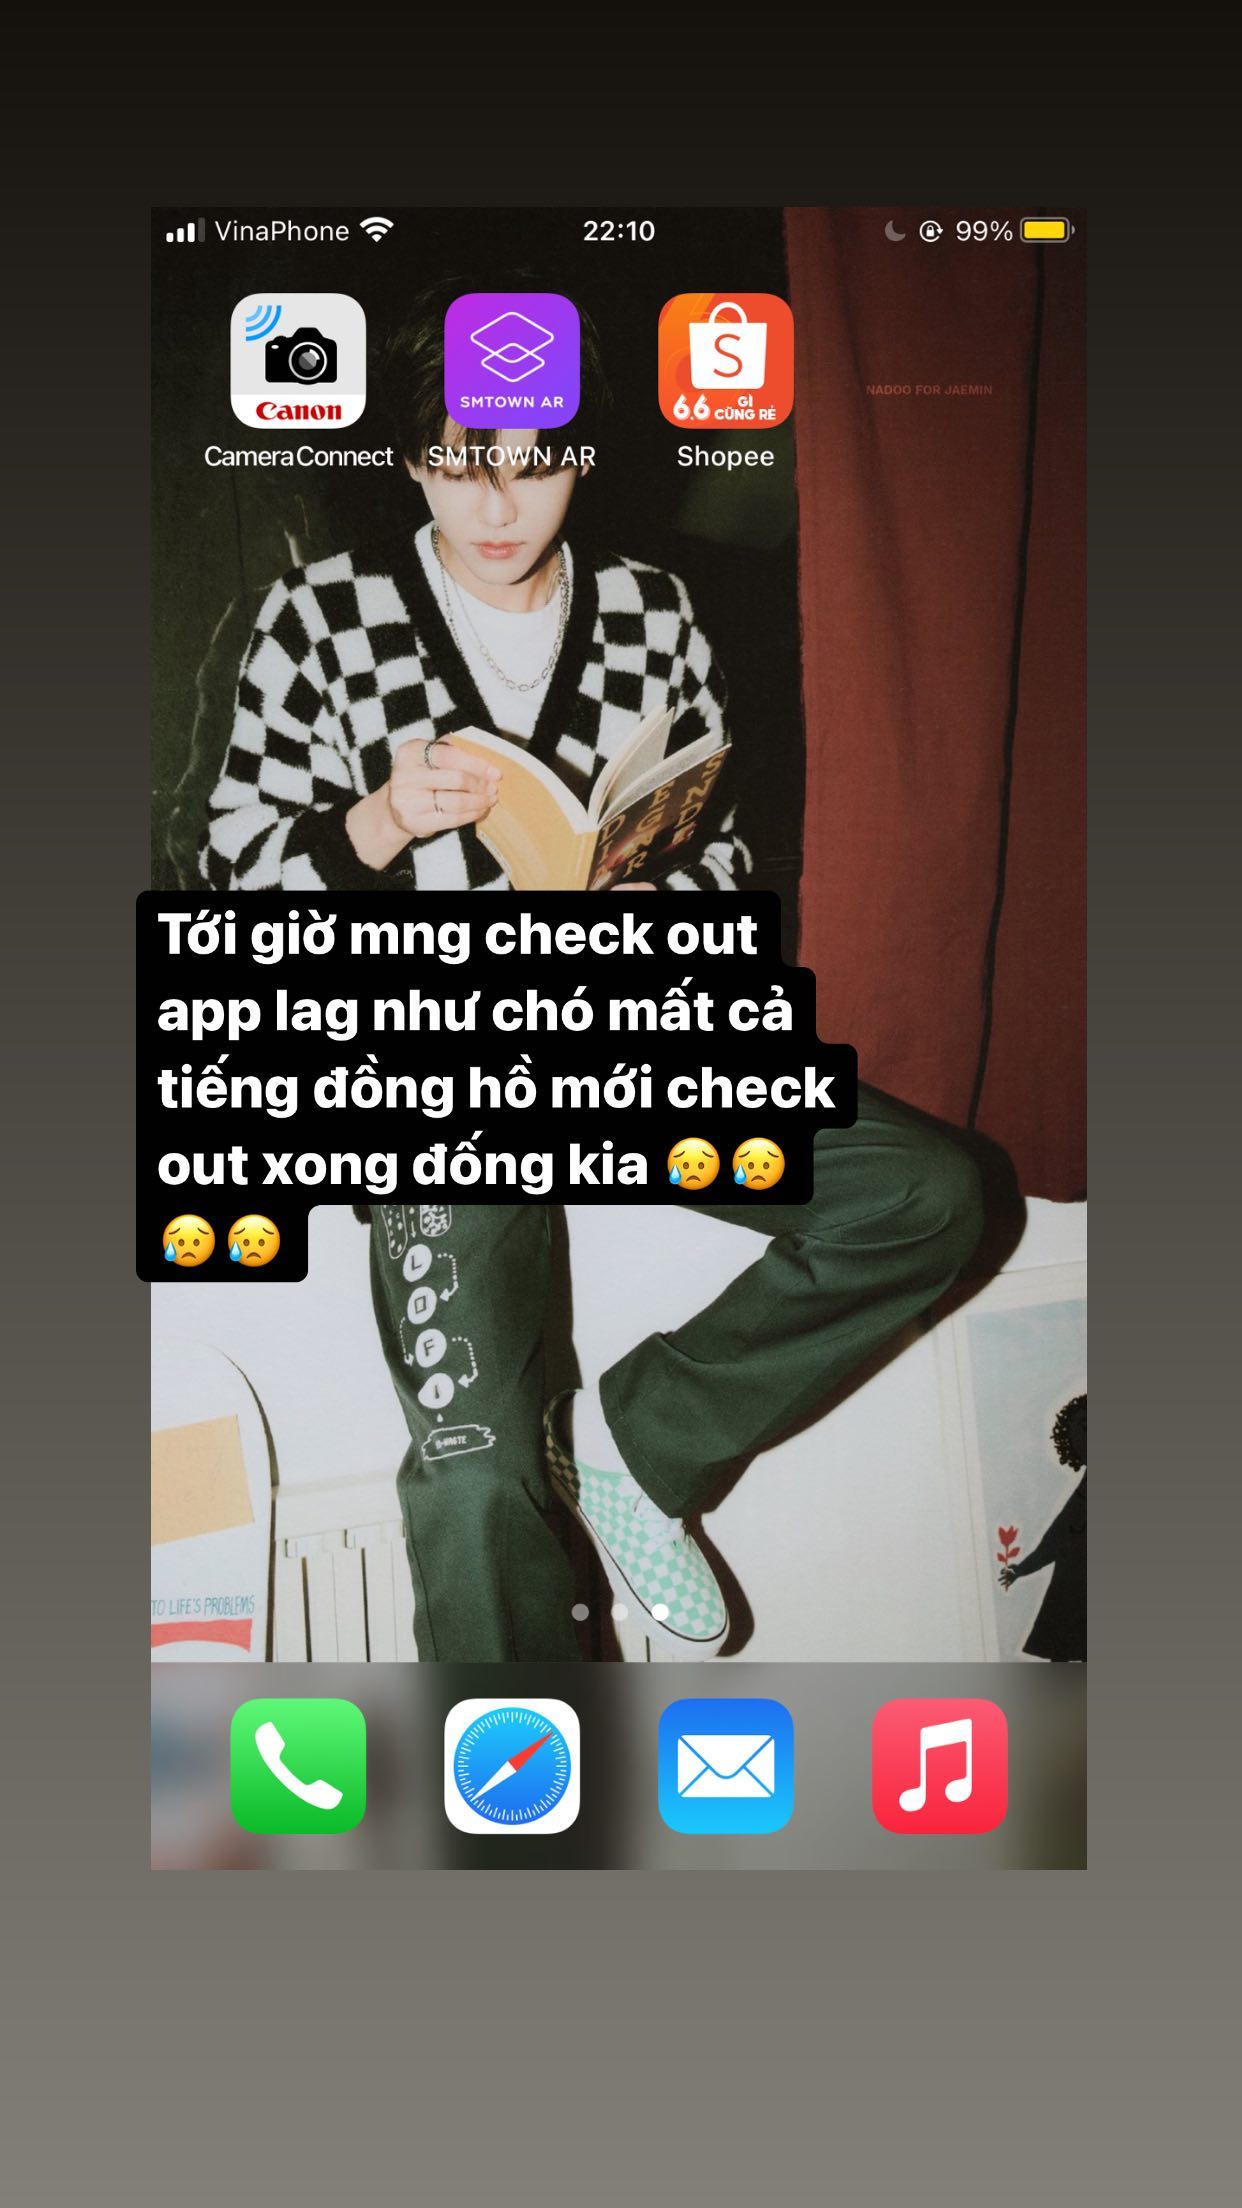 VinaPhone
22:10
99%
Canon
SMTOWN AR
S
6.6 GÌ CŨNG RẺ
Camera Connect
SMTOWN AR
Shopee
NADOO FOR JAEMIN
Tới giờ mng check out
app lag như chó mất cả
tiếng đồng hồ mới check
out xong đống kia 😥😥
😥😥
L
O
F
I
TO LIFE'S PROBLEMS